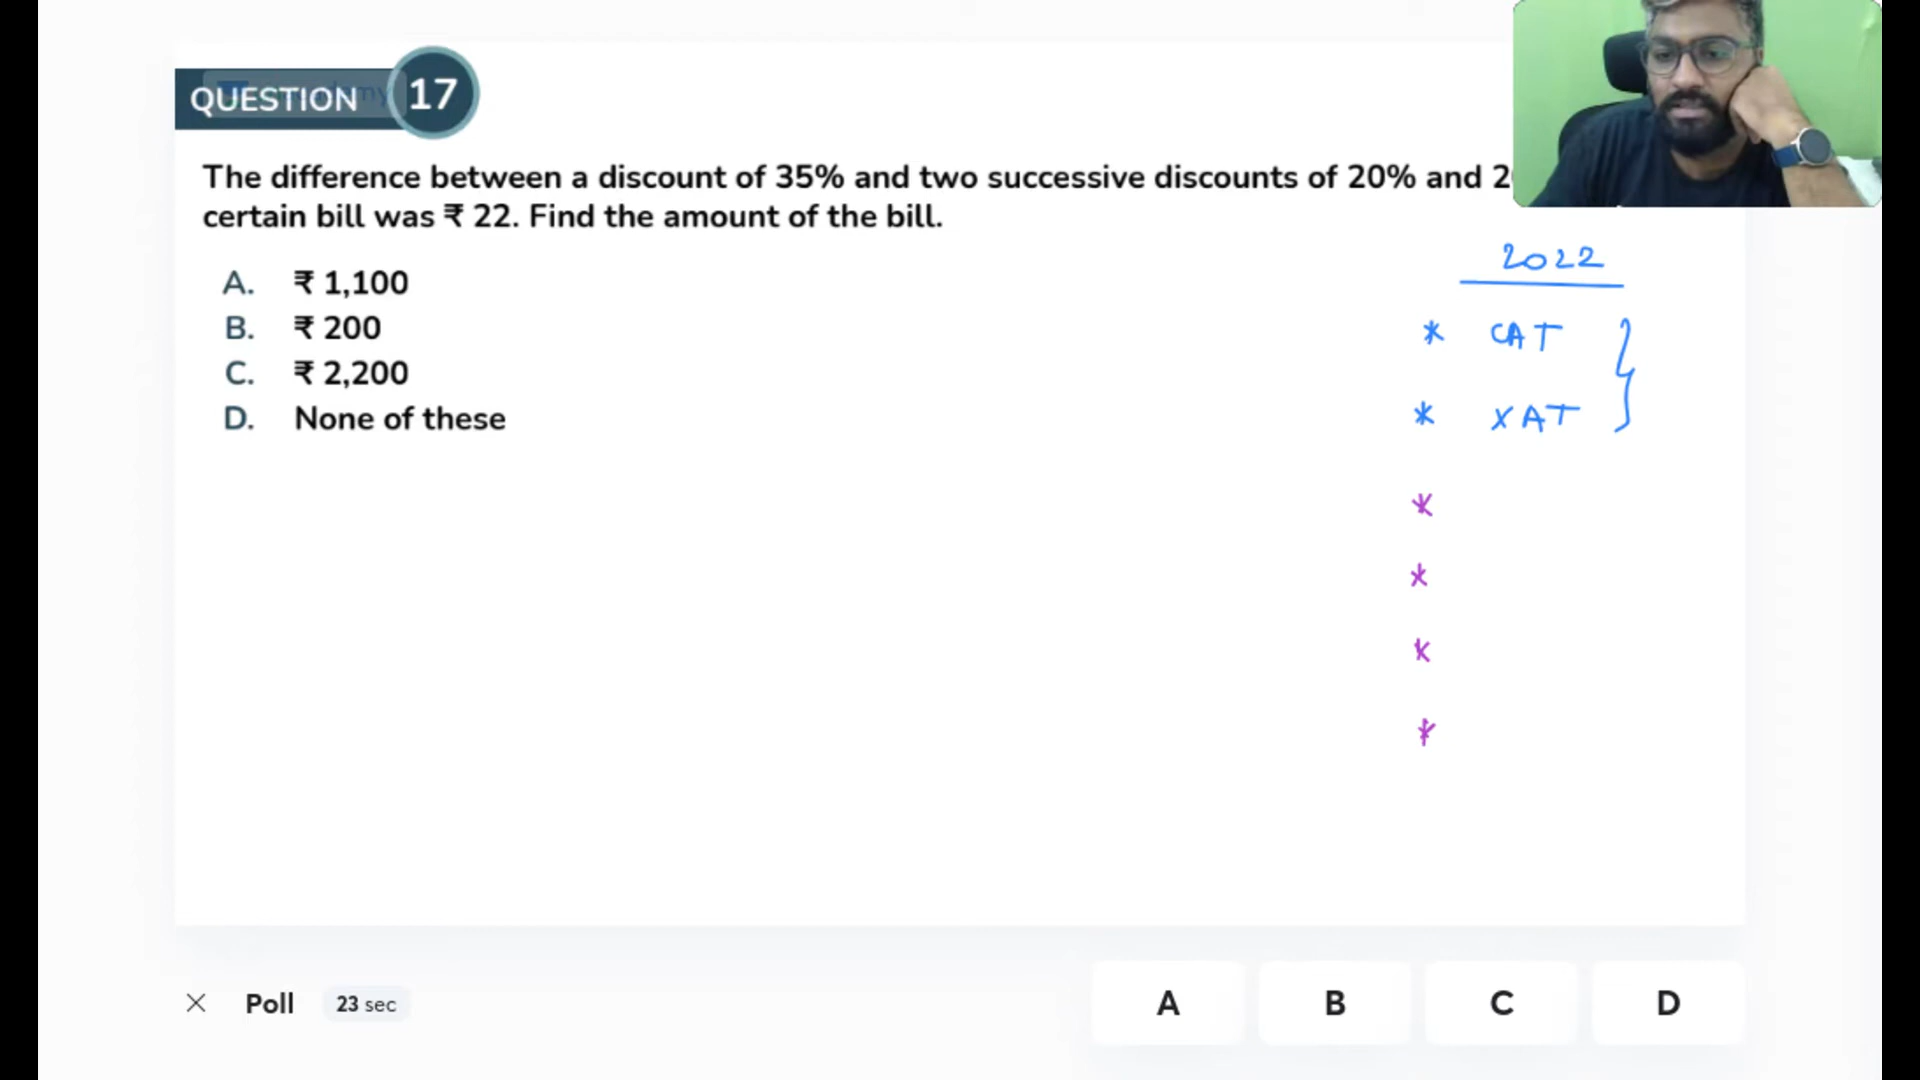 QUESTION 17
The difference between a discount of 35% and two successive discounts of 20% and
certain bill was ₹ 22. Find the amount of the bill.
A. ₹ 1,100
B. ₹ 200
C. ₹ 2,200
D. None of these
2022
* CAT
* XAT
*
*
*
*
Poll 23 sec
A B C D